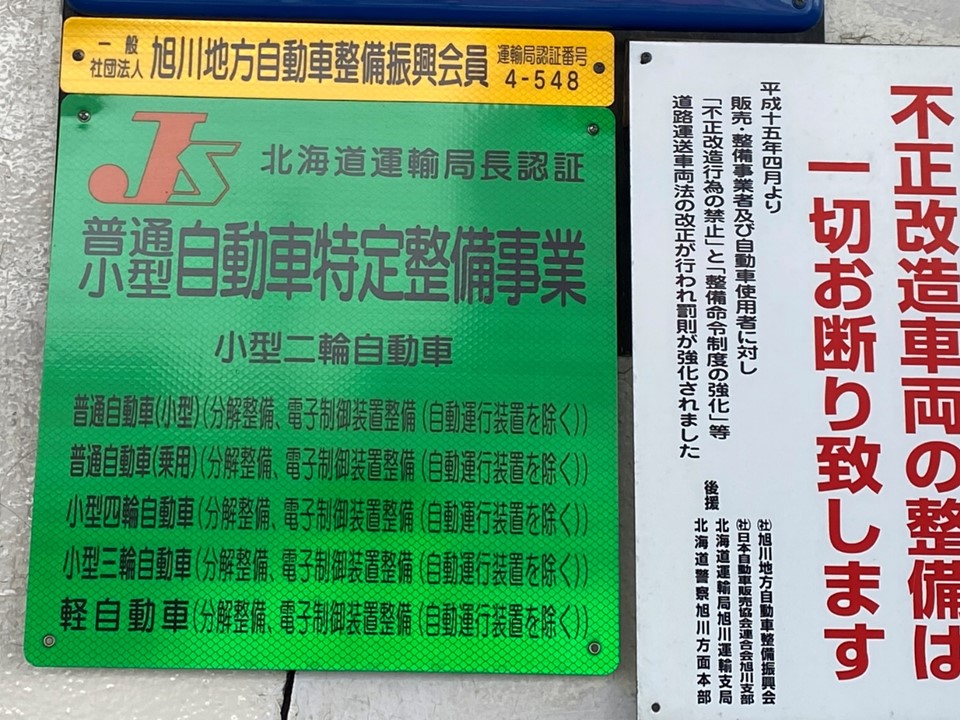 一般社団法人 旭川地方自動車整備振興会員 運輸局認証番号 4-548
JS 北海道運輸局長認証
普通小型自動車特定整備事業
小型二輪自動車
普通自動車(小型)(分解整備、電子制御装置整備(自動運行装置を除く))
普通自動車(乗用)(分解整備、電子制御装置整備(自動運行装置を除く))
小型四輪自動車(分解整備、電子制御装置整備(自動運行装置を除く))
小型三輪自動車(分解整備、電子制御装置整備(自動運行装置を除く))
軽自動車(分解整備、電子制御装置整備(自動運行装置を除く))
不正改造車両の整備は
一切お断り致します
平成十五年四月より
販売・整備事業者及び自動車使用者に対し
「不正改造行為の禁止」と「整備命令制度の強化」等
道路運送車両法の改正が行われ罰則が強化されました
後援
㈳旭川地方自動車整備振興会
㈳日本自動車販売協会連合会旭川支部
北海道運輸局旭川運輸支局
北海道警察旭川方面本部